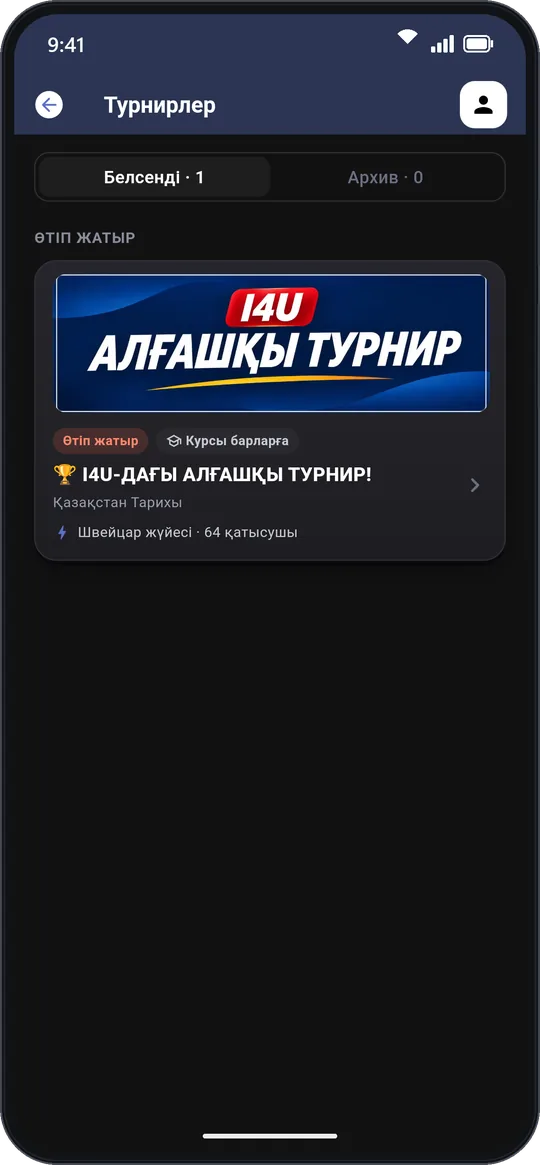 9:41
Турнирлер
Белсенді · 1
Архив · 0
ӨТІП ЖАТЫР
I4U
АЛҒАШҚЫ ТУРНИР
Өтіп жатыр
Курсы барларға
🏆 I4U-ДАҒЫ АЛҒАШҚЫ ТУРНИР!
Қазақстан Тарихы
Швейцар жүйесі · 64 қатысушы